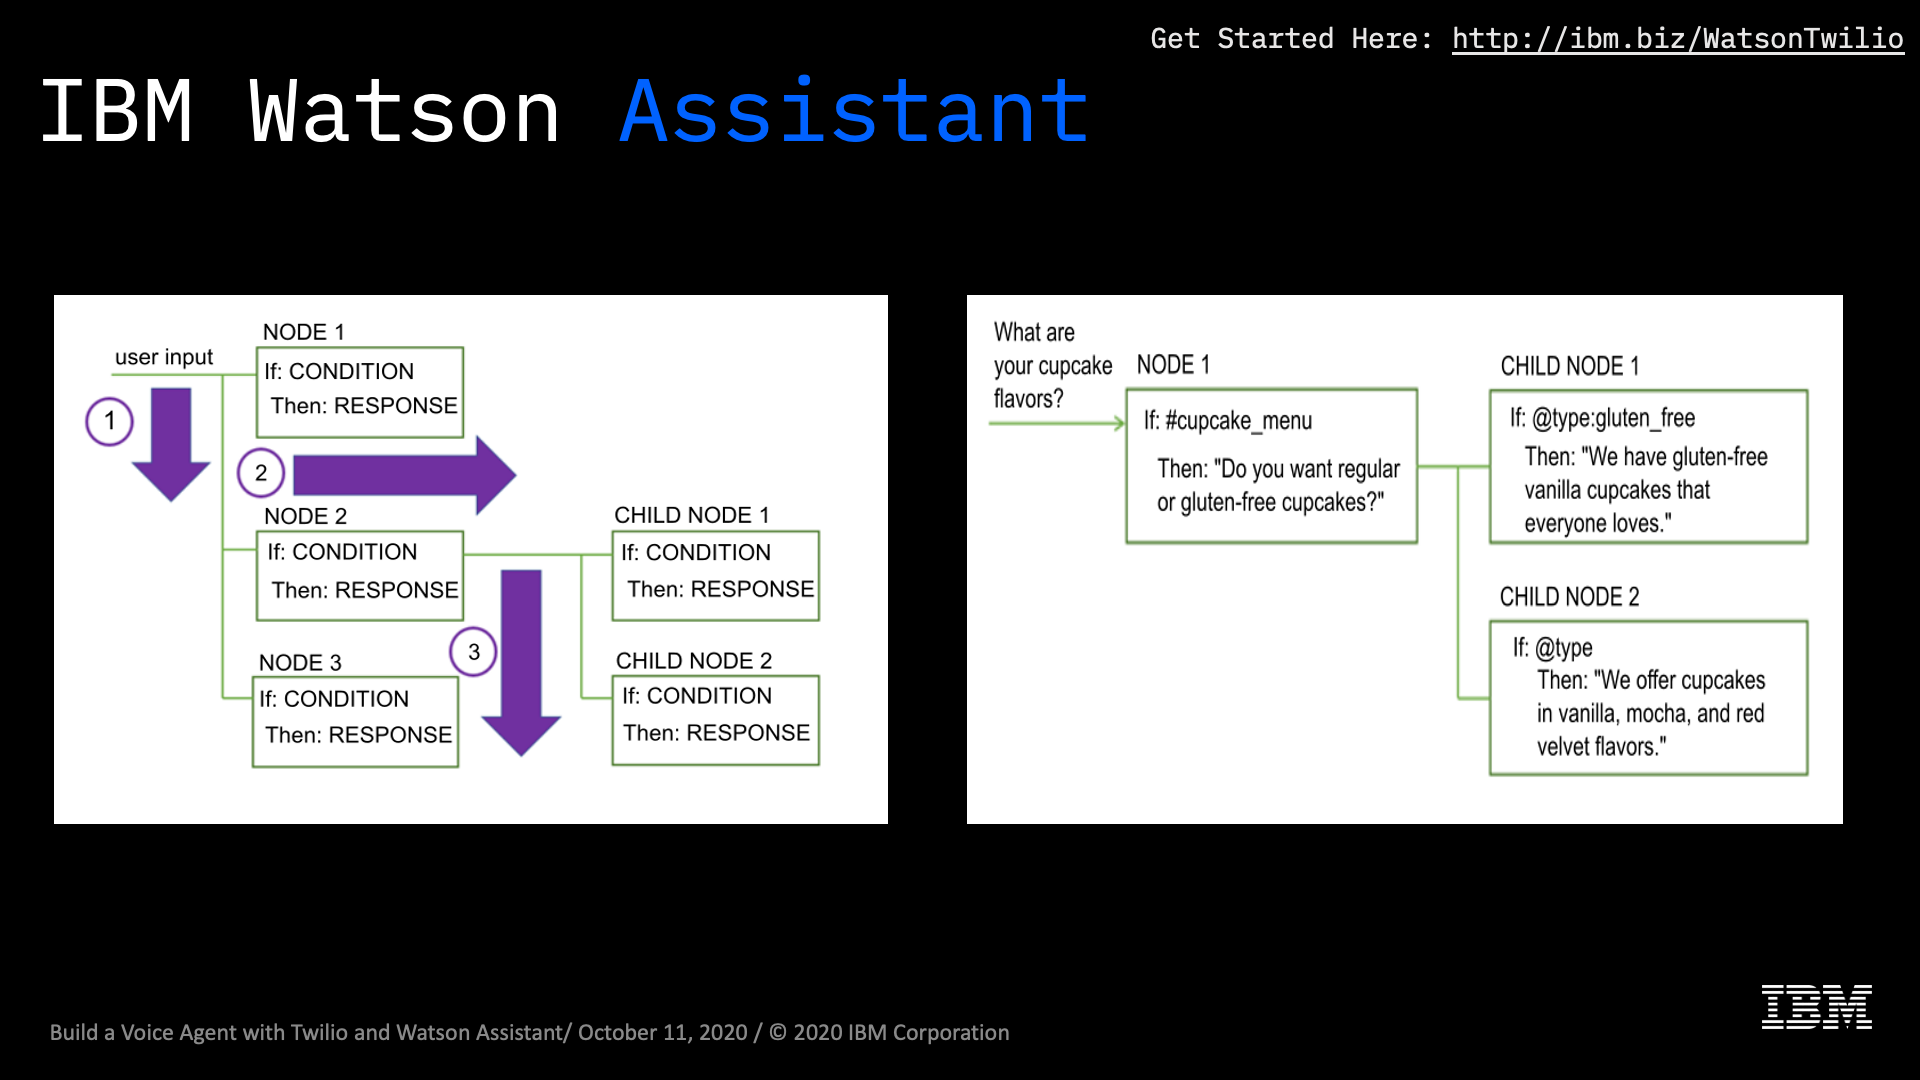 Get Started Here: http://ibm.biz/WatsonTwilio
IBM Watson Assistant
NODE 1
user input
If: CONDITION
Then: RESPONSE
1
2
NODE 2
If: CONDITION
Then: RESPONSE
CHILD NODE 1
If: CONDITION
Then: RESPONSE
3
NODE 3
If: CONDITION
Then: RESPONSE
CHILD NODE 2
If: CONDITION
Then: RESPONSE
What are
your cupcake
flavors?
NODE 1
If: #cupcake_menu
Then: "Do you want regular
or gluten-free cupcakes?"
CHILD NODE 1
If: @type:gluten_free
Then: "We have gluten-free
vanilla cupcakes that
everyone loves."
CHILD NODE 2
If: @type
Then: "We offer cupcakes
in vanilla, mocha, and red
velvet flavors."
Build a Voice Agent with Twilio and Watson Assistant/ October 11, 2020 / © 2020 IBM Corporation
IBM